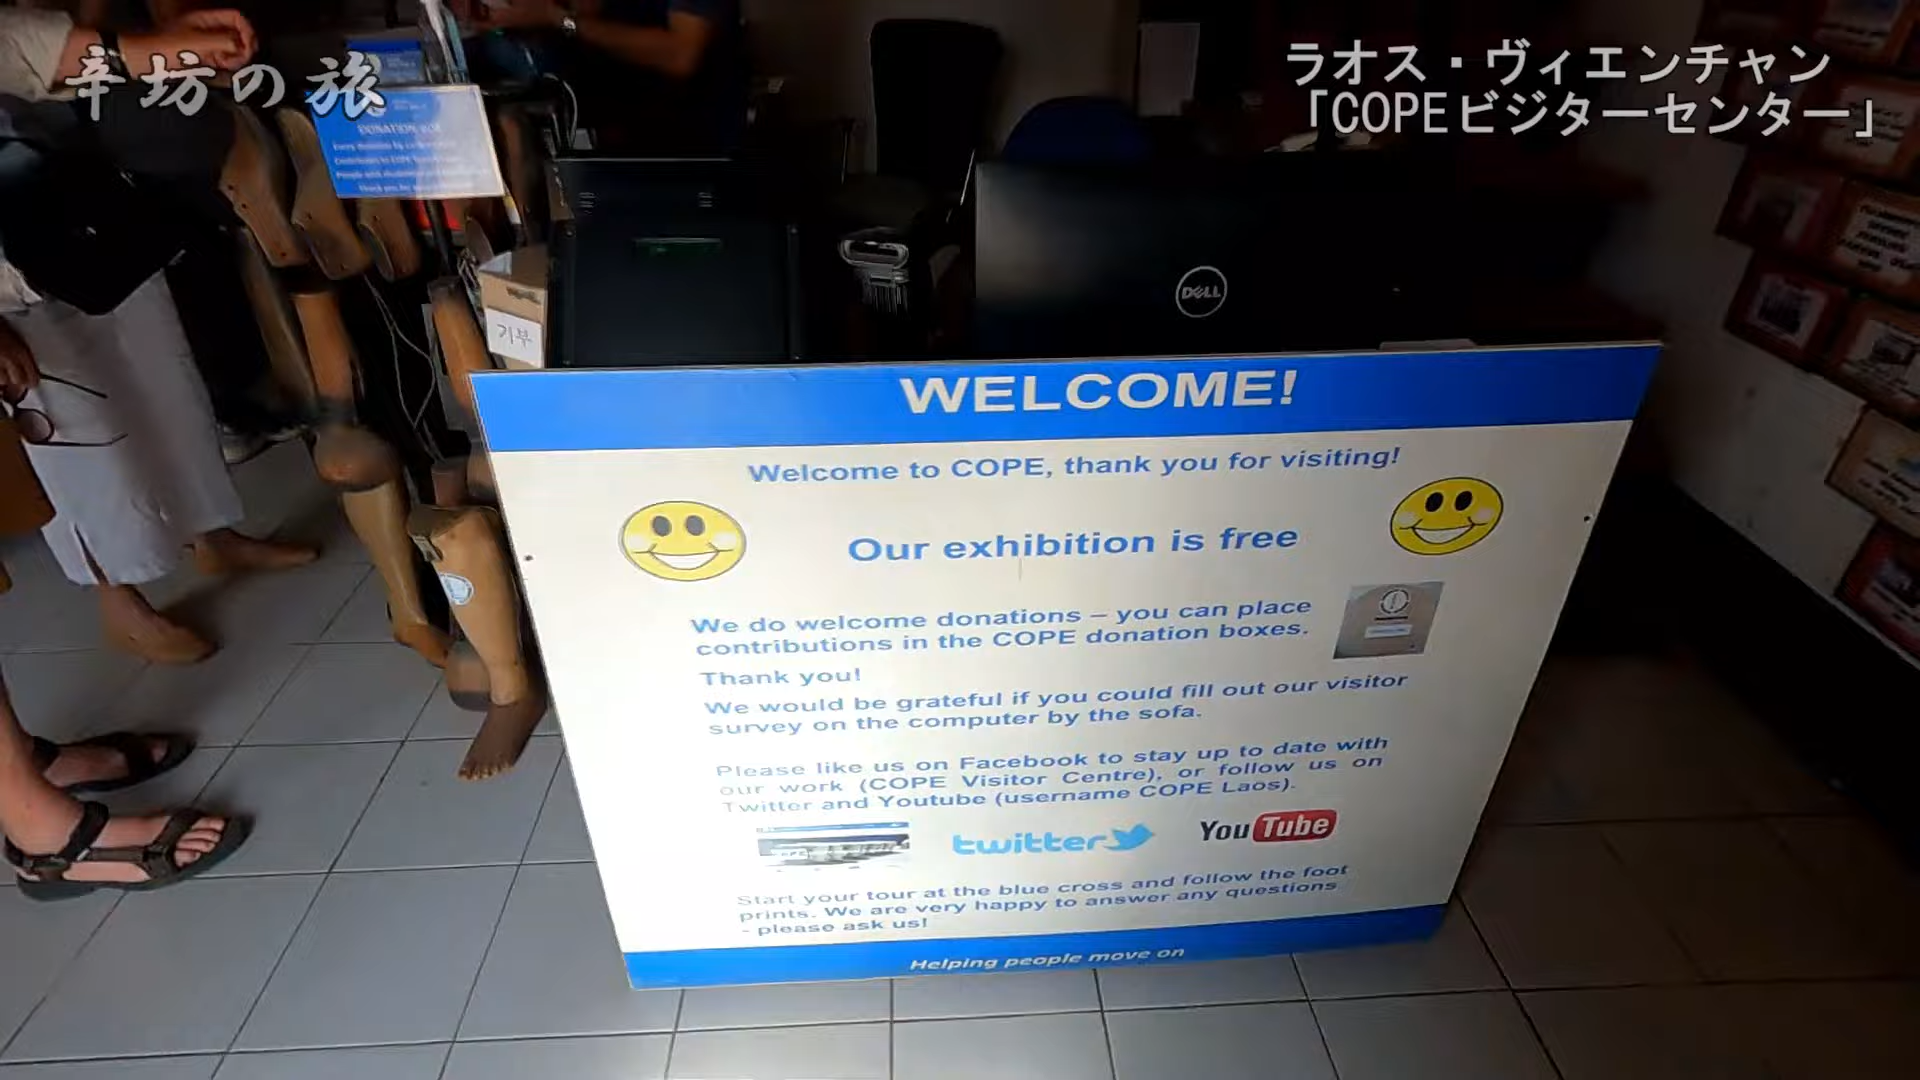 辛坊の旅
ラオス・ヴィエンチャン
「COPEビジターセンター」
DONATION BOX
Thank you for
기부
DELL
WELCOME!
Welcome to COPE, thank you for visiting!
Our exhibition is free
We do welcome donations – you can place
contributions in the COPE donation boxes.
Thank you!
We would be grateful if you could fill out our visitor
survey on the computer by the sofa.
Please like us on Facebook to stay up to date with
our work (COPE Visitor Centre), or follow us on
Twitter and Youtube (username COPE Laos).
twitter
YouTube
Start your tour at the blue cross and follow the foot
prints. We are very happy to answer any questions
- please ask us!
Helping people move on